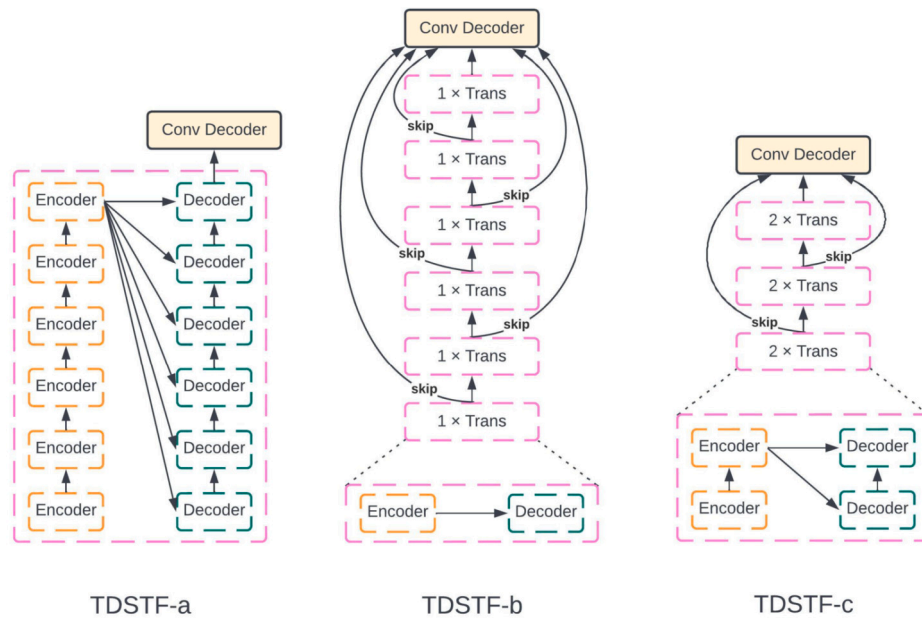 Conv Decoder
Encoder
Encoder
Encoder
Encoder
Encoder
Encoder
Decoder
Decoder
Decoder
Decoder
Decoder
Decoder
TDSTF-a
Conv Decoder
1 × Trans
skip
1 × Trans
skip
1 × Trans
skip
1 × Trans
skip
1 × Trans
skip
1 × Trans
Encoder
Decoder
TDSTF-b
Conv Decoder
2 × Trans
skip
2 × Trans
skip
2 × Trans
Encoder
Decoder
Encoder
Decoder
TDSTF-c